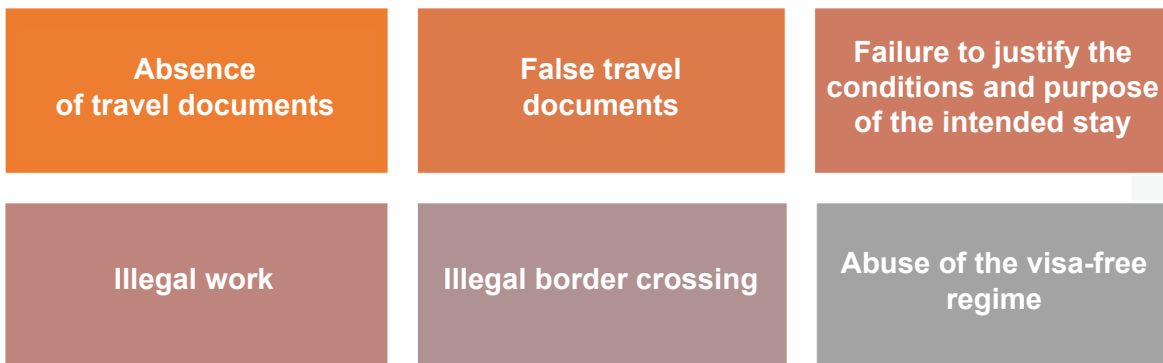 Absence
of travel documents
False travel
documents
Failure to justify the
conditions and purpose
of the intended stay
Illegal work
Illegal border crossing
Abuse of the visa-free
regime